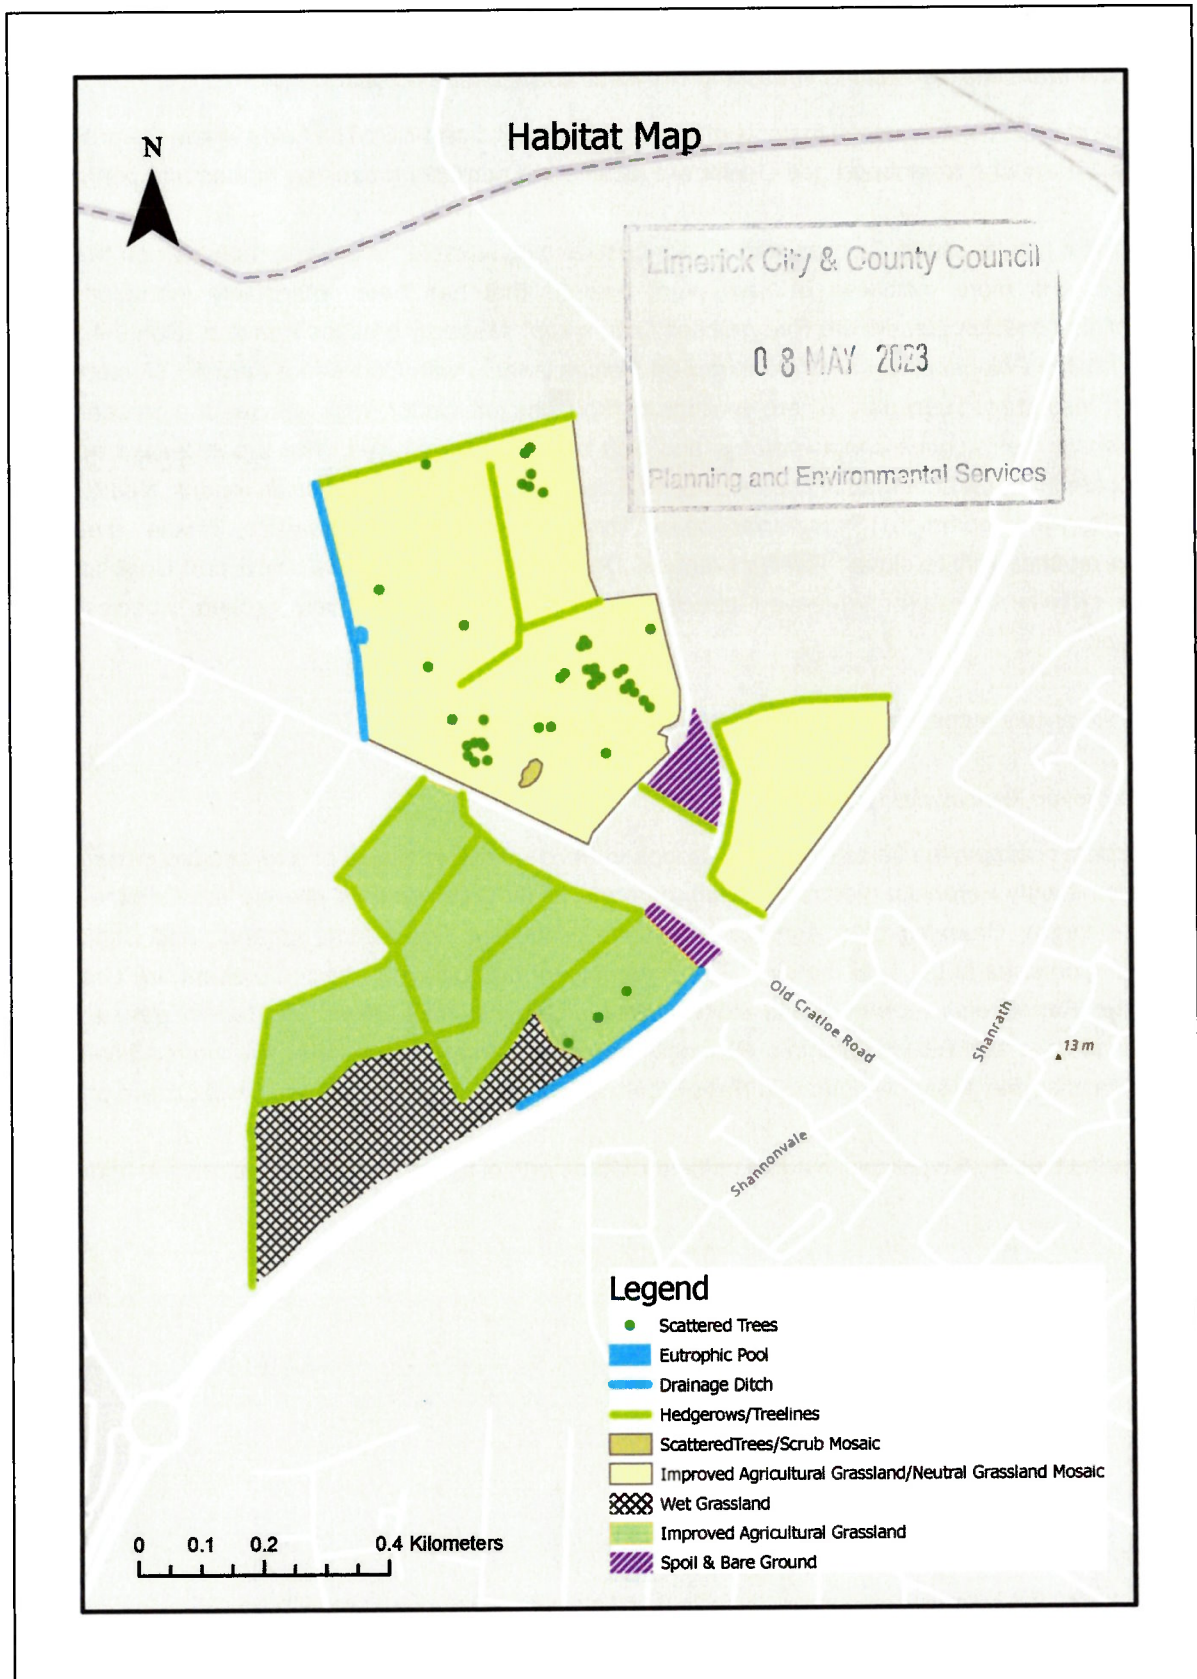 Habitat Map
N
Limerick City & County Council
08 MAY 2023
Planning and Environmental Services
Old Cratloe Road
Shanrath
13 m
Shannonvale
Legend
Scattered Trees
Eutrophic Pool
Drainage Ditch
Hedgerows/Treelines
ScatteredTrees/Scrub Mosaic
Improved Agricultural Grassland/Neutral Grassland Mosaic
Wet Grassland
Improved Agricultural Grassland
Spoil & Bare Ground
0 0.1 0.2 0.4 Kilometers